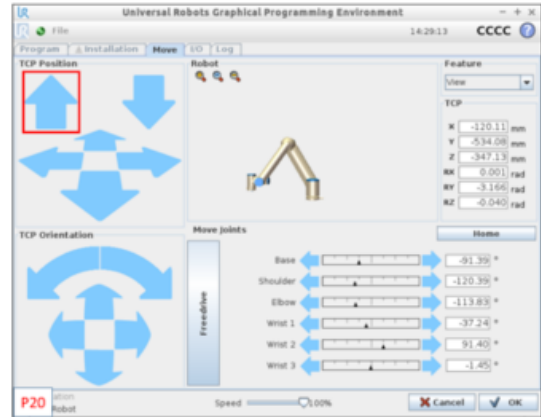 UR Universal Robots Graphical Programming Environment - + x
File 14:29:13 CCCC ?
Program Installation Move I/O Log
TCP Position
Robot
Feature
View
TCP
X -120.11 mm
Y -534.08 mm
Z -347.13 mm
RX 0.001 rad
RY -3.166 rad
RZ -0.040 rad
TCP Orientation
Move Joints
Home
Freedrive
Base -91.39 °
Shoulder -120.39 °
Elbow -113.83 °
Wrist 1 -37.24 °
Wrist 2 91.40 °
Wrist 3 -1.45 °
P20
Robot
Speed 100%
Cancel
OK